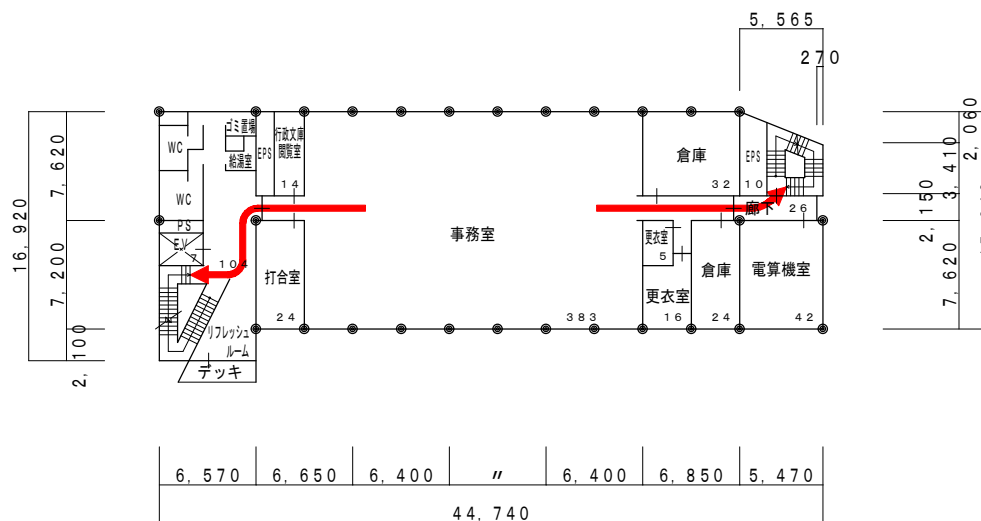 5,565
270
16,920
7,620
7,200
2,100
2,060
3,410
2,150
7,620
ゴミ置場
給湯室
WC
WC
PS
EV
7
104
EPS
行政文庫
閲覧室
14
打合室
24
リフレッシュ
ルーム
デッキ
事務室
383
倉庫
32
EPS
10
廊下
26
更衣室
5
更衣室
16
倉庫
24
電算機室
42
6,570
6,650
6,400
〃
6,400
6,850
5,470
44,740